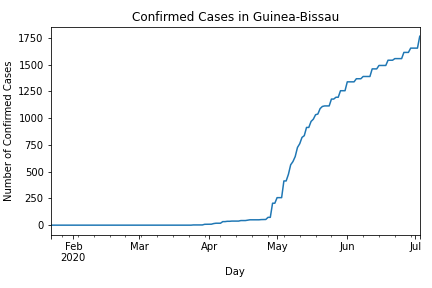 Confirmed Cases in Guinea-Bissau
1750
1500
1250
1000
750
500
250
0
Number of Confirmed Cases
Feb Mar Apr May Jun Jul
2020
Day